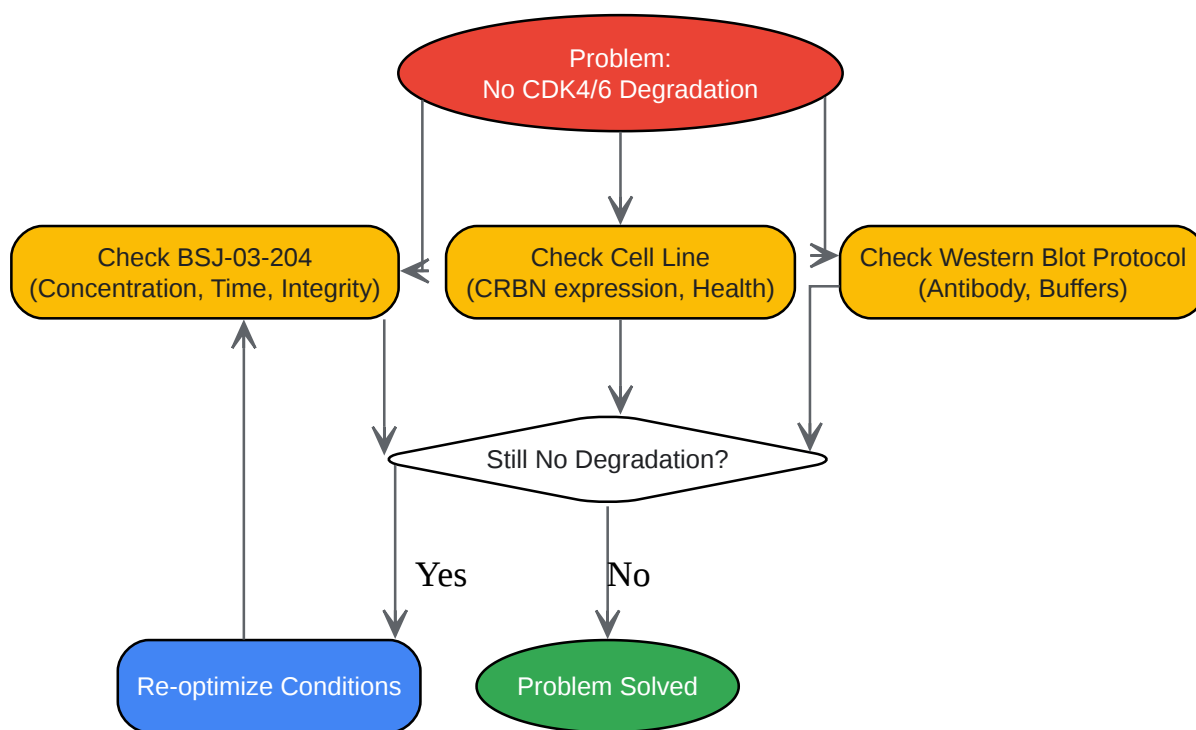 Problem:
No CDK4/6 Degradation
Check BSJ-03-204
(Concentration, Time, Integrity)
Check Cell Line
(CRBN expression, Health)
Check Western Blot Protocol
(Antibody, Buffers)
Still No Degradation?
Yes
No
Re-optimize Conditions
Problem Solved